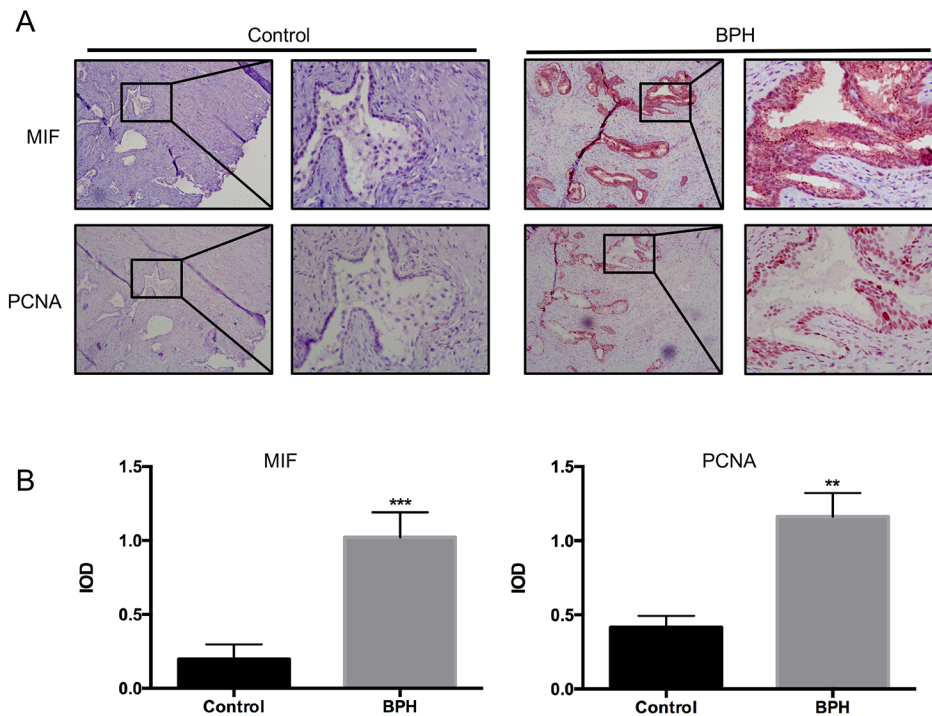 A
Control
BPH
MIF
PCNA
B
MIF
1.5
1.0
0.5
0.0
IOD
***
Control
BPH
PCNA
1.5
1.0
0.5
0.0
IOD
**
Control
BPH